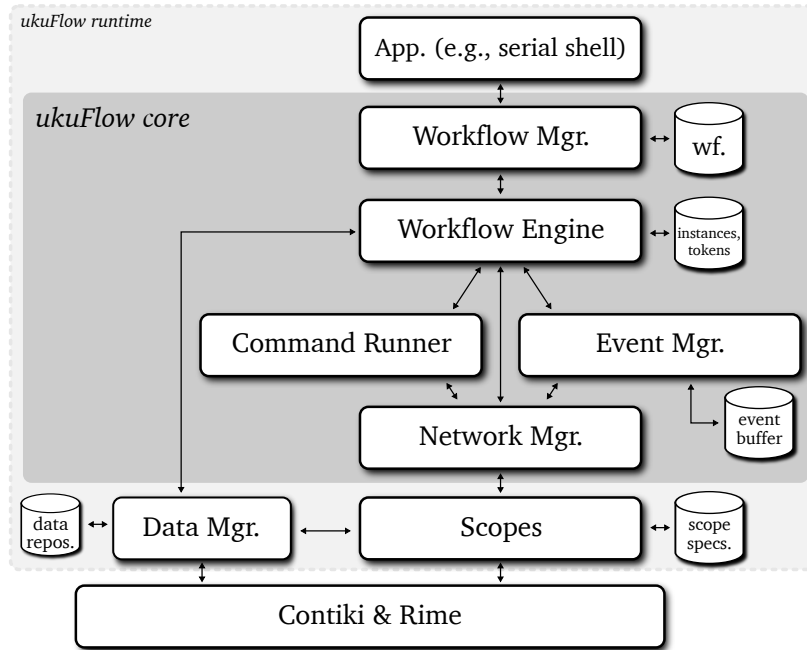 ukuFlow runtime
App. (e.g., serial shell)
ukuFlow core
Workflow Mgr.
wf.
Workflow Engine
instances,
tokens
Command Runner
Event Mgr.
event
buffer
Network Mgr.
data
repos.
Data Mgr.
Scopes
scope
specs.
Contiki & Rime